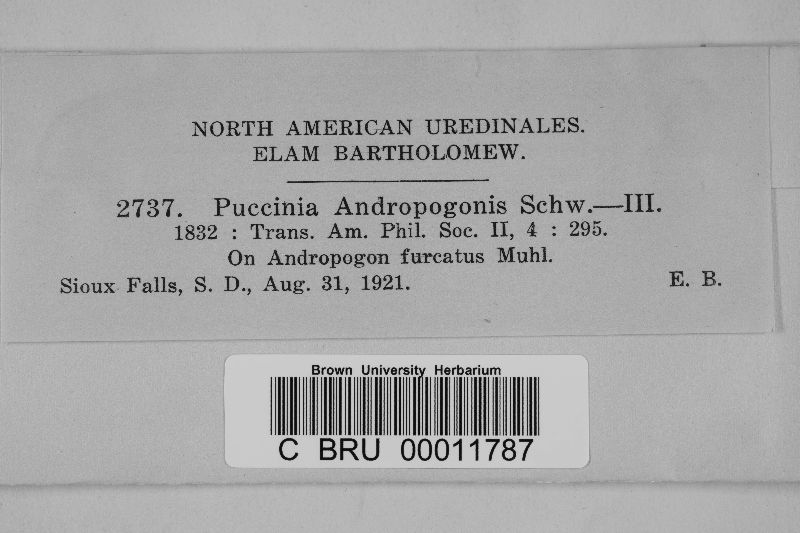 NORTH AMERICAN UREDINALES.
ELAM BARTHOLOMEW.
2737. Puccinia Andropogonis Schw.—III.
1832 : Trans. Am. Phil. Soc. II, 4 : 295.
On Andropogon furcatus Muhl.
Sioux Falls, S. D., Aug. 31, 1921. E. B.
Brown University Herbarium
C BRU 00011787